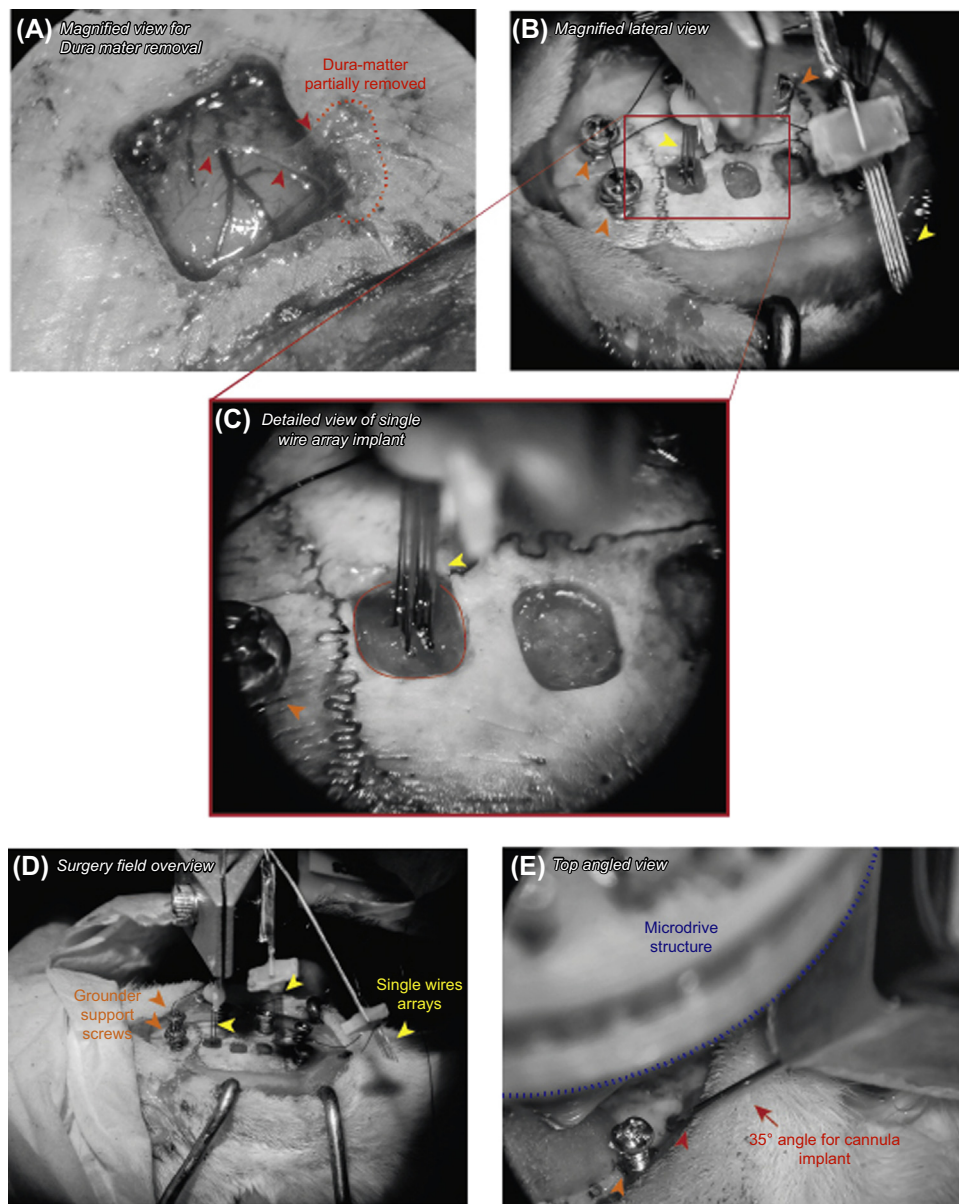 (A) Magnified view for
Dura mater removal
Dura-matter
partially removed
(B) Magnified lateral view
(C) Detailed view of single
wire array implant
(D) Surgery field overview
Grounder
support
screws
Single wires
arrays
(E) Top angled view
Microdrive
structure
35° angle for cannula
implant